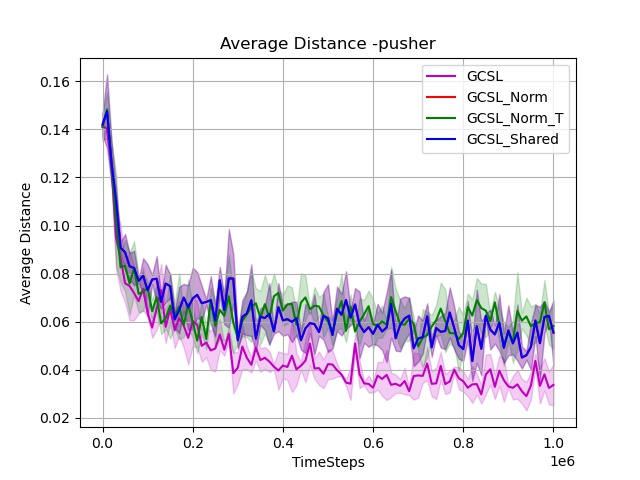 Average Distance -pusher
GCSL
GCSL_Norm
GCSL_Norm_T
GCSL_Shared
Average Distance
0.16
0.14
0.12
0.10
0.08
0.06
0.04
0.02
0.0 0.2 0.4 0.6 0.8 1.0
TimeSteps
1e6